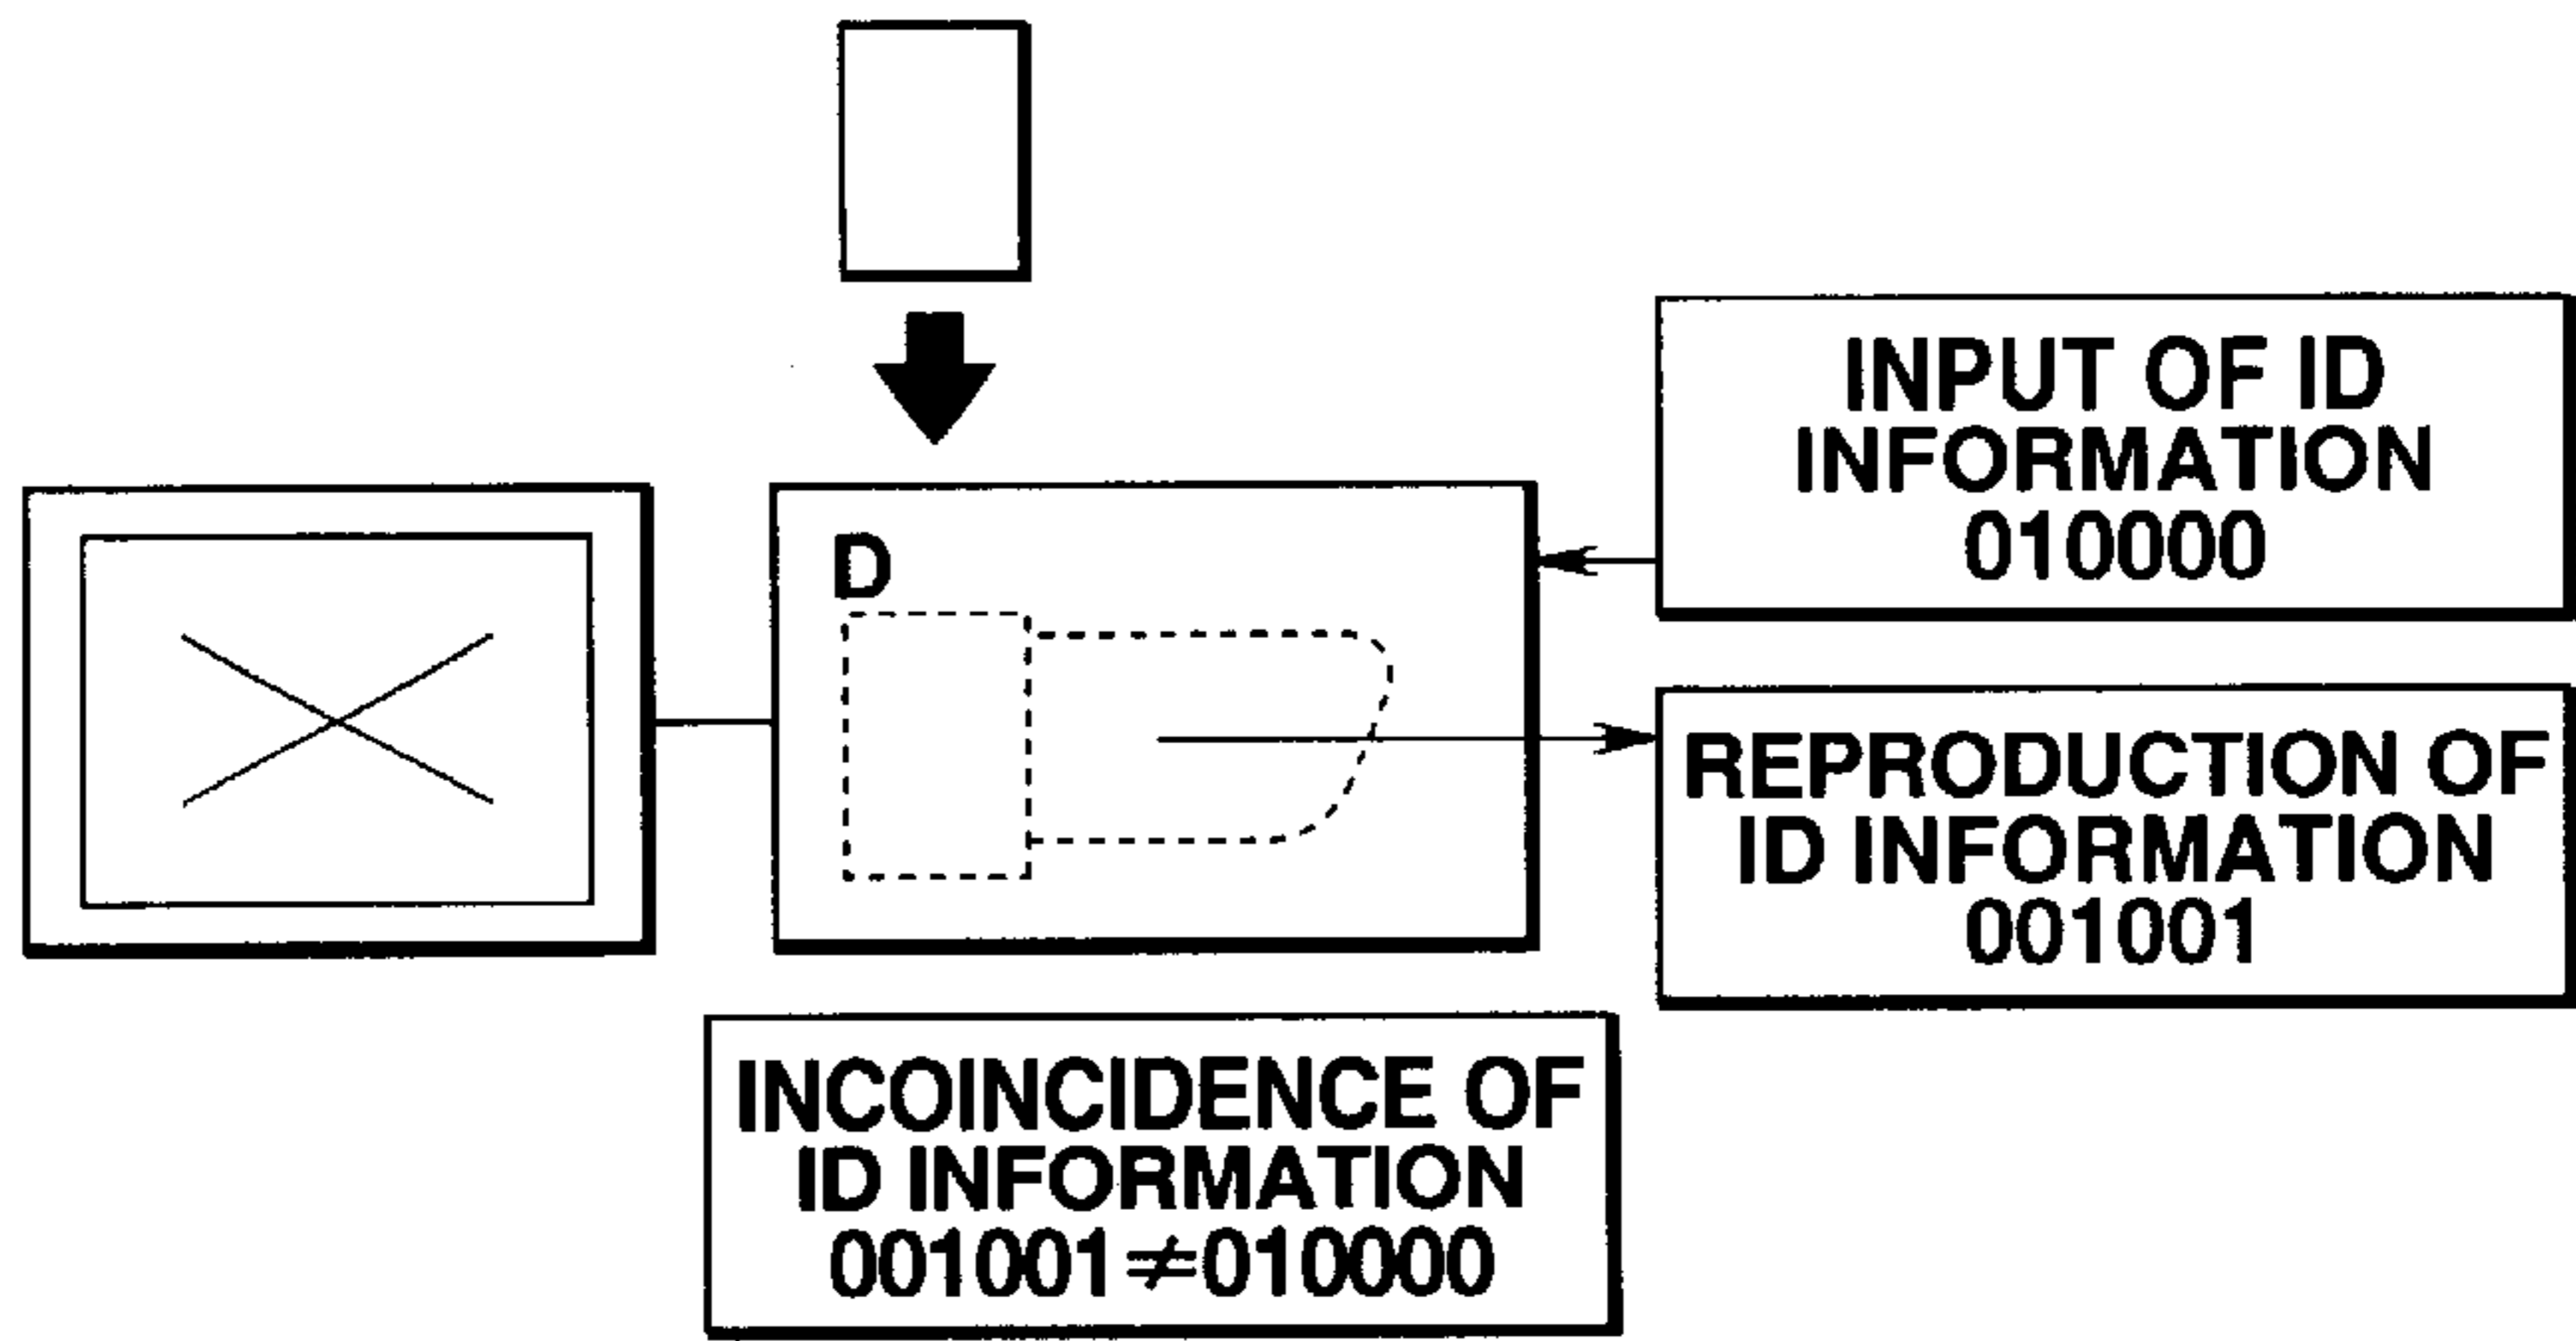 INPUT OF ID
INFORMATION
010000
D
REPRODUCTION OF
ID INFORMATION
001001
INCOINCIDENCE OF
ID INFORMATION
001001≠010000